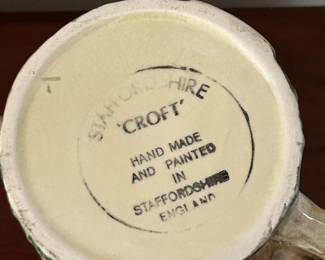 STAFFORDSHIRE
'CROFT'
HAND MADE
AND PAINTED
IN
STAFFORDSHIRE
ENGLAND